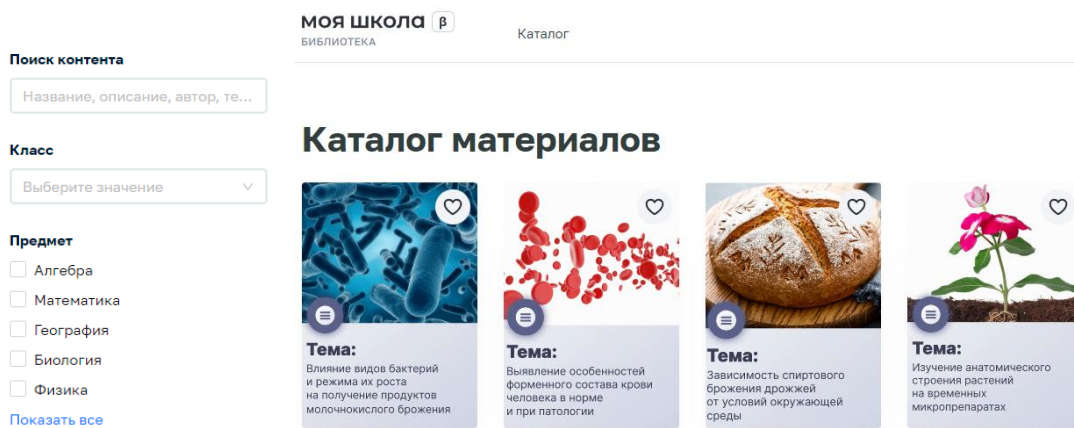 моя школа β
БИБЛИОТЕКА
Каталог
Поиск контента
Название, описание, автор, те...
Класс
Выберите значение
Предмет
Алгебра
Математика
География
Биология
Физика
Показать все
Каталог материалов
Тема:
Влияние видов бактерий
и режима их роста
на получение продуктов
молочнокислого брожения
Тема:
Выявление особенностей
форменного состава крови
человека в норме
и при патологии
Тема:
Зависимость спиртового
брожения дрожжей
от условий окружающей
среды
Тема:
Изучение анатомического
строения растений
на временных
микропрепаратах